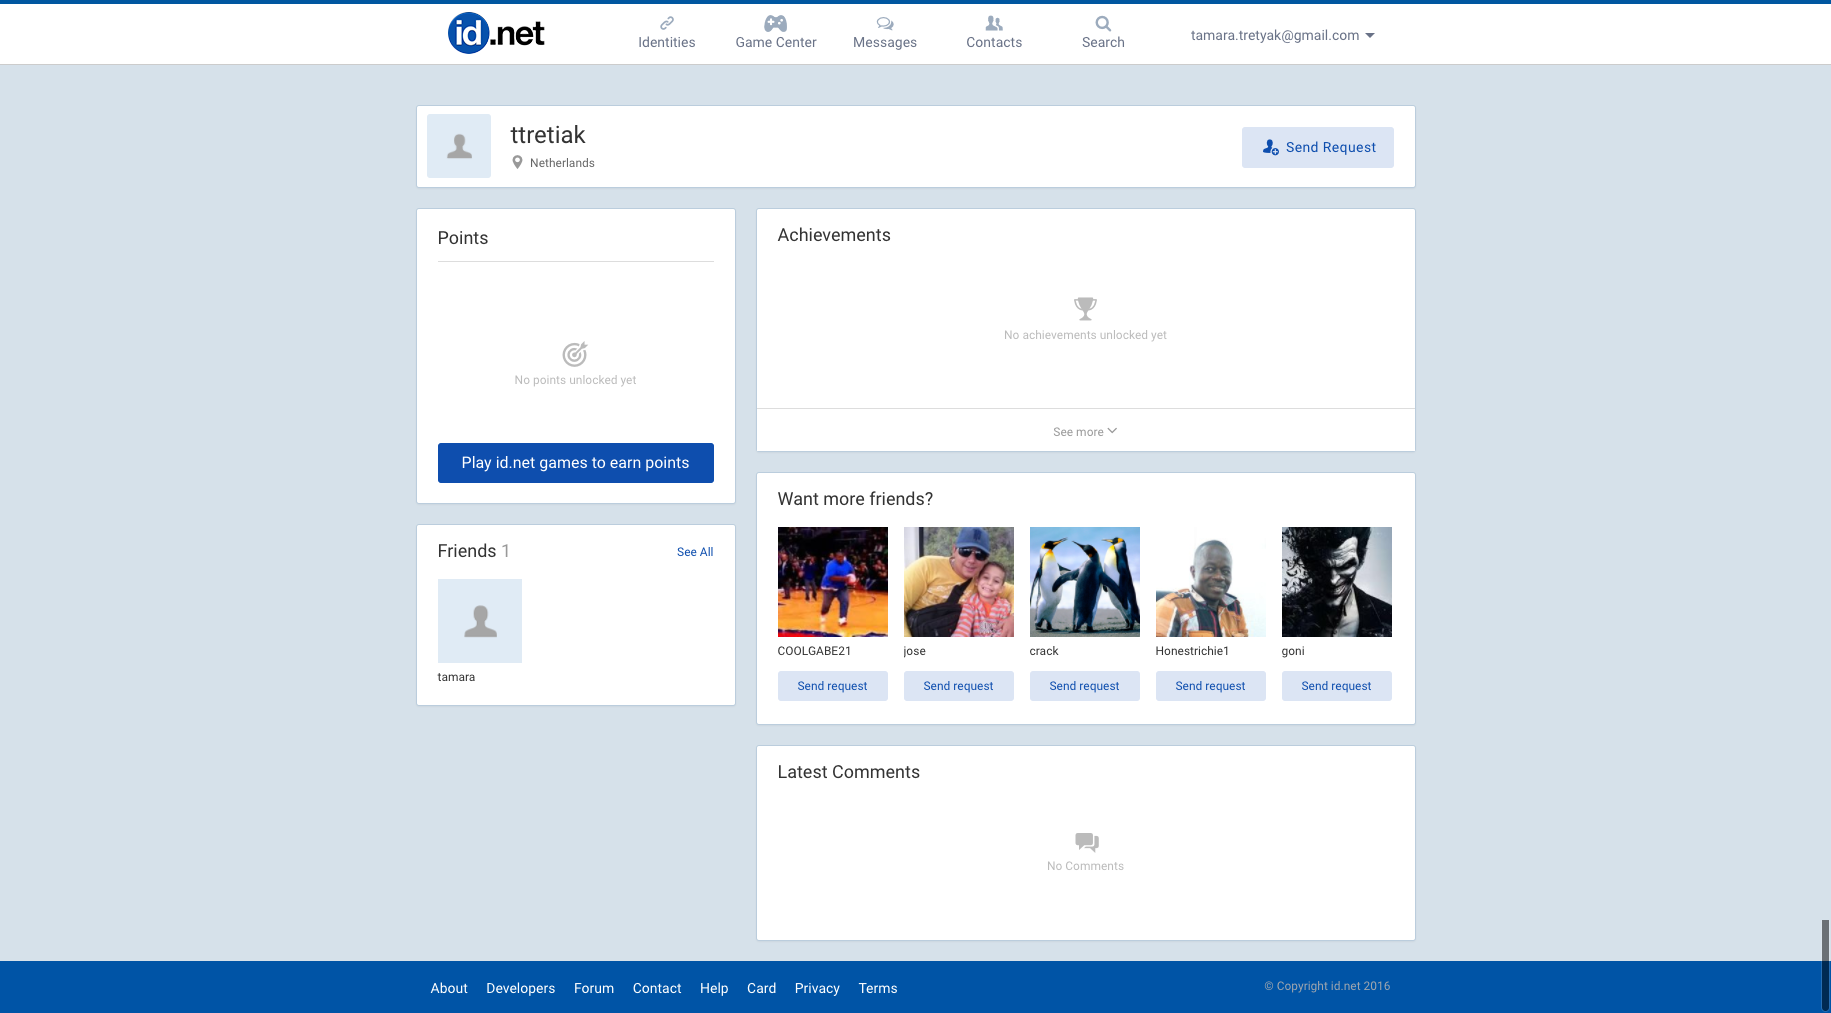 id.net
Identities
Game Center
Messages
Contacts
Search
tamara.tretyak@gmail.com
ttretiak
Netherlands
Send Request
Points
No points unlocked yet
Play id.net games to earn points
Friends 1
See All
tamara
Achievements
No achievements unlocked yet
See more
Want more friends?
COOLGABE21
jose
crack
Honestrichie1
goni
Send request
Send request
Send request
Send request
Send request
Latest Comments
No Comments
About
Developers
Forum
Contact
Help
Card
Privacy
Terms
© Copyright id.net 2016